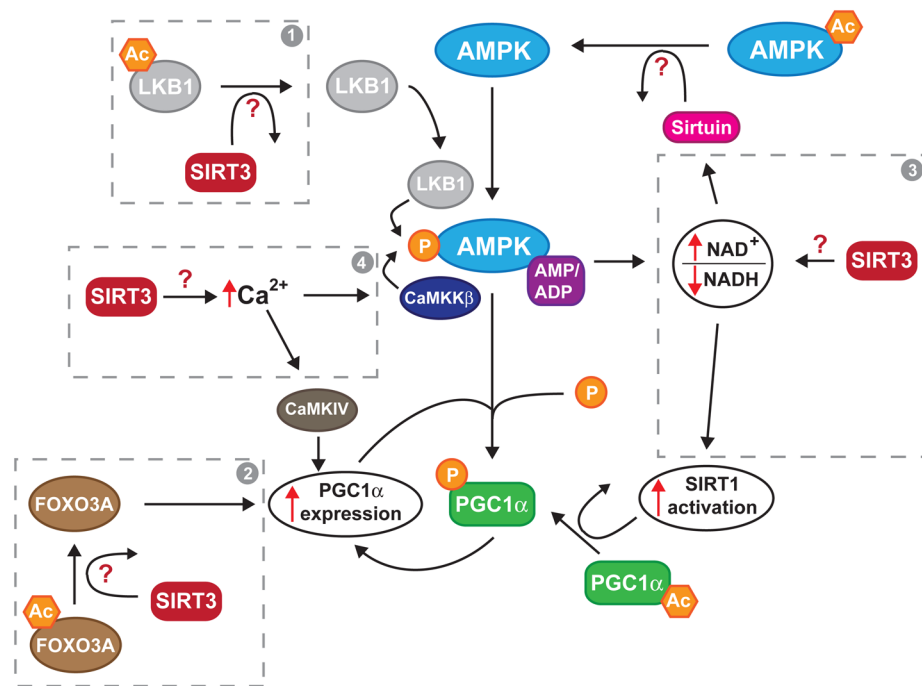 1
Ac
LKB1
?
SIRT3
LKB1
LKB1
AMPK
AMPK
Ac
?
Sirtuin
3
NAD+
NADH
?
SIRT3
P
AMPK
AMP/
ADP
CaMKKβ
4
SIRT3
?
Ca2+
CaMKIV
P
2
FOXO3A
?
SIRT3
Ac
FOXO3A
PGC1α
expression
P
PGC1α
SIRT1
activation
PGC1α
Ac